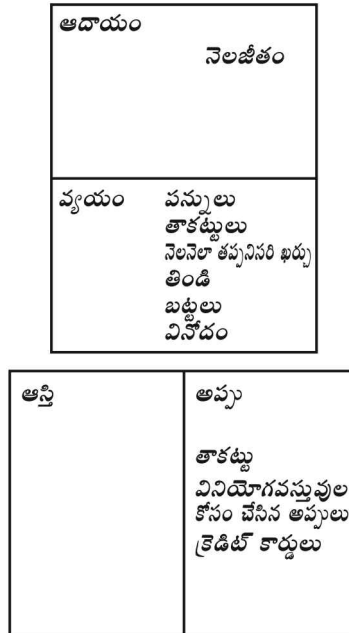 ఆదాయం
నెలజీతం
వ్యయం పన్నులు
తాకట్టులు
నెలనెలా తప్పనిసరి ఖర్చు
తిండి
బట్టలు
వినోదం
ఆస్తి
అప్పు
తాకట్టు
వినియోగవస్తువుల
కోసం చేసిన అప్పులు
క్రెడిట్ కార్డులు